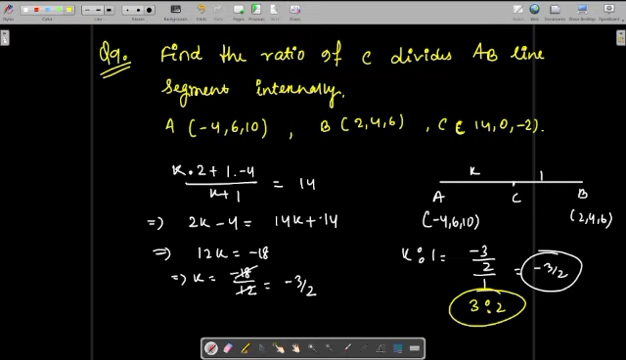 Q9. Find the ratio of C divides AB line
segment internally.
A (-4,6,10) , B (2,4,6) , C (14,0,-2).
k·2+1·-4
k+1
= 14
=> 2k-4 = 14k+14
=> 12k = -18
=> k = -18/12 = -3/2
k 1
A C B
(-4,6,10) (2,4,6)
k:1 = -3/2/1 = -3/2
3:2